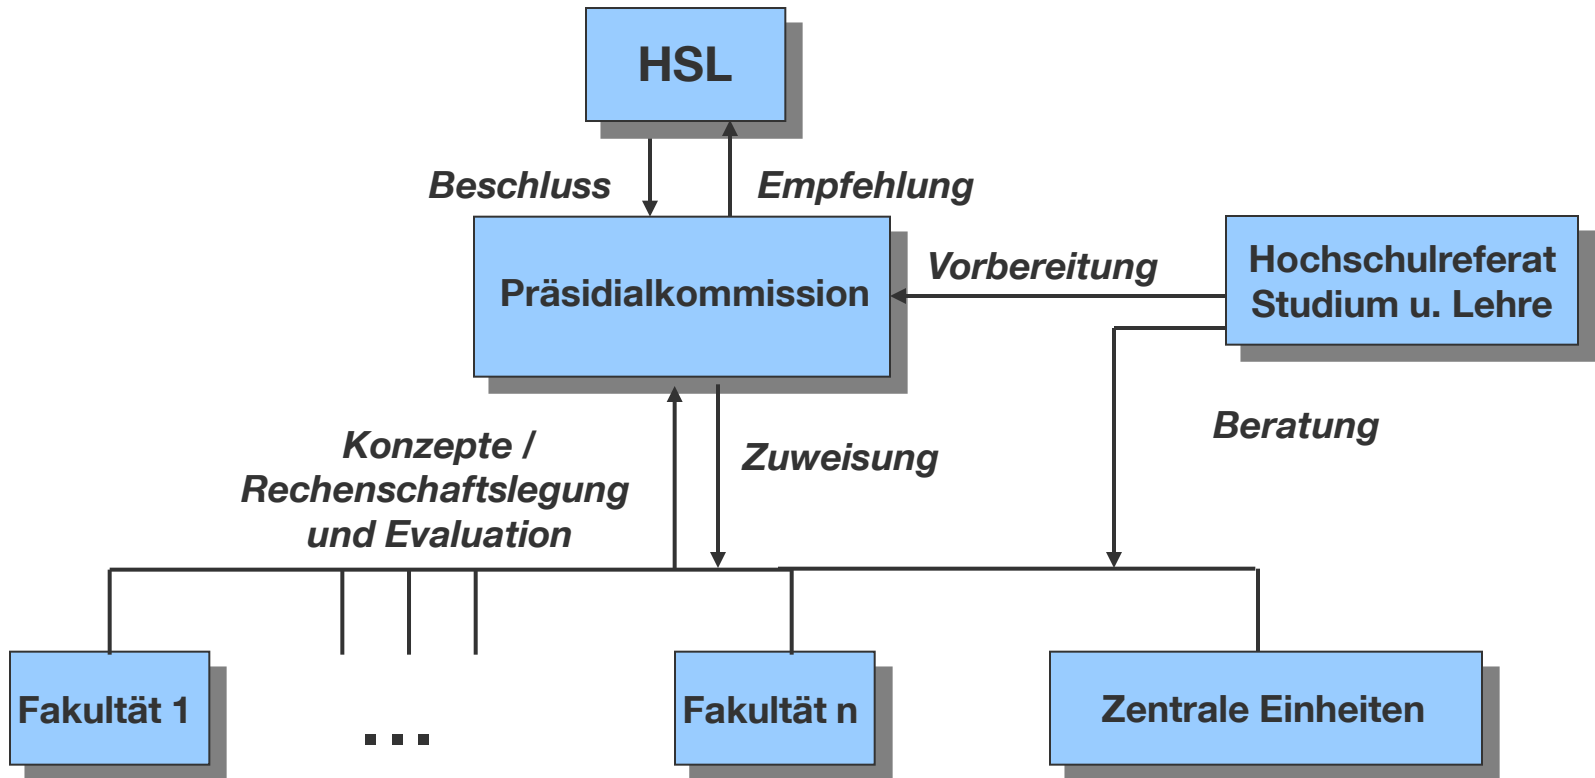 HSL
Beschluss
Empfehlung
Präsidialkommission
Vorbereitung
Hochschulreferat
Studium u. Lehre
Konzepte /
Rechenschaftslegung
und Evaluation
Zuweisung
Beratung
Fakultät 1
...
Fakultät n
Zentrale Einheiten